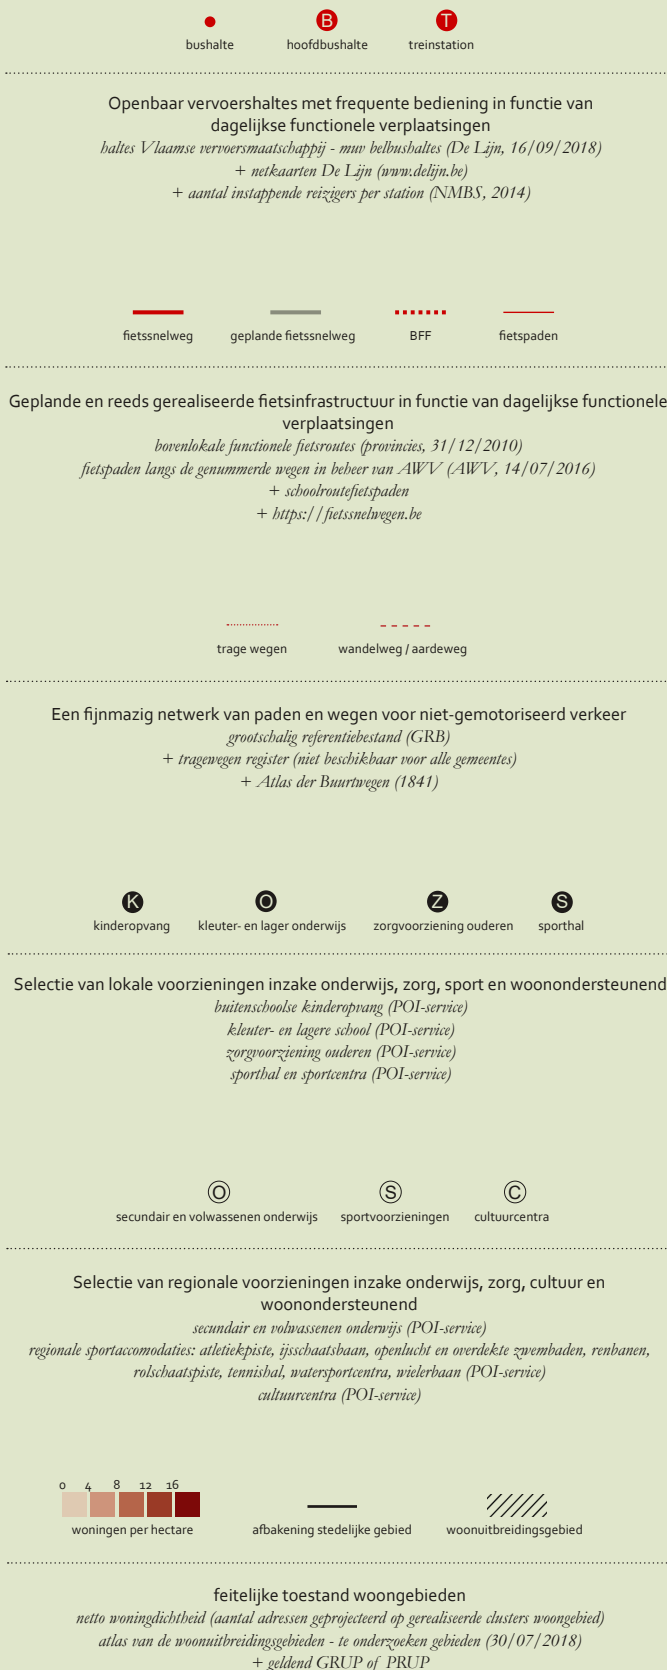 B T
bushalte hoofdbushalte treinstation
Openbaar vervoershaltes met frequente bediening in functie van
dagelijkse functionele verplaatsingen
haltes Vlaamse vervoersmaatschappij - muv belbushaltes (De Lijn, 16/09/2018)
+ netkaarten De Lijn (www.delijn.be)
+ aantal instappende reizigers per station (NMBS, 2014)
fietssnelweg geplande fietssnelweg BFF fietspaden
Geplande en reeds gerealiseerde fietsinfrastructuur in functie van dagelijkse functionele
verplaatsingen
bovenlokale functionele fietsroutes (provincies, 31/12/2010)
fietspaden langs de genummerde wegen in beheer van AWV (AWV, 14/07/2016)
+ schoolroutefietspaden
+ https://fietssnelwegen.be
trage wegen wandelweg / aardeweg
Een fijnmazig netwerk van paden en wegen voor niet-gemotoriseerd verkeer
grootschalig referentiebestand (GRB)
+ tragewegen register (niet beschikbaar voor alle gemeentes)
+ Atlas der Buurtwegen (1841)
K O Z S
kinderopvang kleuter- en lager onderwijs zorgvoorziening ouderen sporthal
Selectie van lokale voorzieningen inzake onderwijs, zorg, sport en woonondersteunend
buitenschoolse kinderopvang (POI-service)
kleuter- en lagere school (POI-service)
zorgvoorziening ouderen (POI-service)
sporthal en sportcentra (POI-service)
O S C
secundair en volwassenen onderwijs sportvoorzieningen cultuurcentra
Selectie van regionale voorzieningen inzake onderwijs, zorg, cultuur en
woonondersteunend
secundair en volwassenen onderwijs (POI-service)
regionale sportaccomodaties: atletiekpiste, ijsschaatsbaan, openlucht en overdekte zwembaden, renbanen,
rolschaatspiste, tennishal, watersportcentra, wielerbaan (POI-service)
cultuurcentra (POI-service)
0 4 8 12 16
woningen per hectare afbakening stedelijke gebied woonuitbreidingsgebied
feitelijke toestand woongebieden
netto woningdichtheid (aantal adressen geprojecteerd op gerealiseerde clusters woongebied)
atlas van de woonuitbreidingsgebieden - te onderzoeken gebieden (30/07/2018)
+ geldend GRUP of PRUP